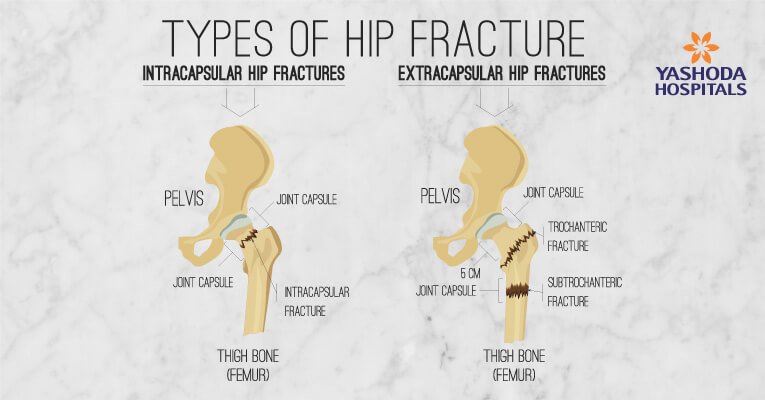 TYPES OF HIP FRACTURE
INTRACAPSULAR HIP FRACTURES
EXTRACAPSULAR HIP FRACTURES
YASHODA
HOSPITALS
PELVIS
JOINT CAPSULE
JOINT CAPSULE
INTRACAPSULAR
FRACTURE
THIGH BONE
(FEMUR)
PELVIS
JOINT CAPSULE
TROCHANTERIC
FRACTURE
5 CM
JOINT CAPSULE
SUBTROCHANTERIC
FRACTURE
THIGH BONE
(FEMUR)